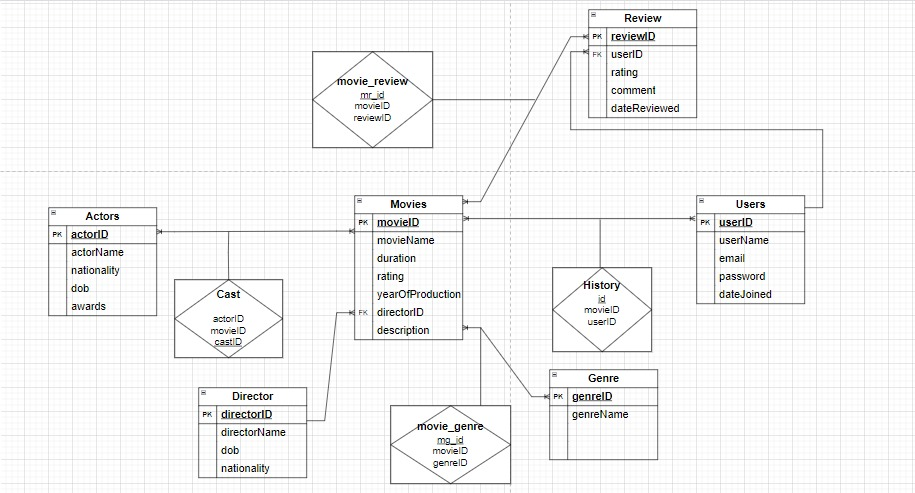 Review
PK reviewID
FK userID
rating
comment
dateReviewed
movie_review
mr_id
movieID
reviewID
Actors
PK actorID
actorName
nationality
dob
awards
Movies
PK movieID
movieName
duration
rating
yearOfProduction
FK directorID
description
Users
PK userID
userName
email
password
dateJoined
Cast
actorID
movieID
castID
History
id
movieID
userID
Director
PK directorID
directorName
dob
nationality
movie_genre
mg_id
movieID
genreID
Genre
PK genreID
genreName